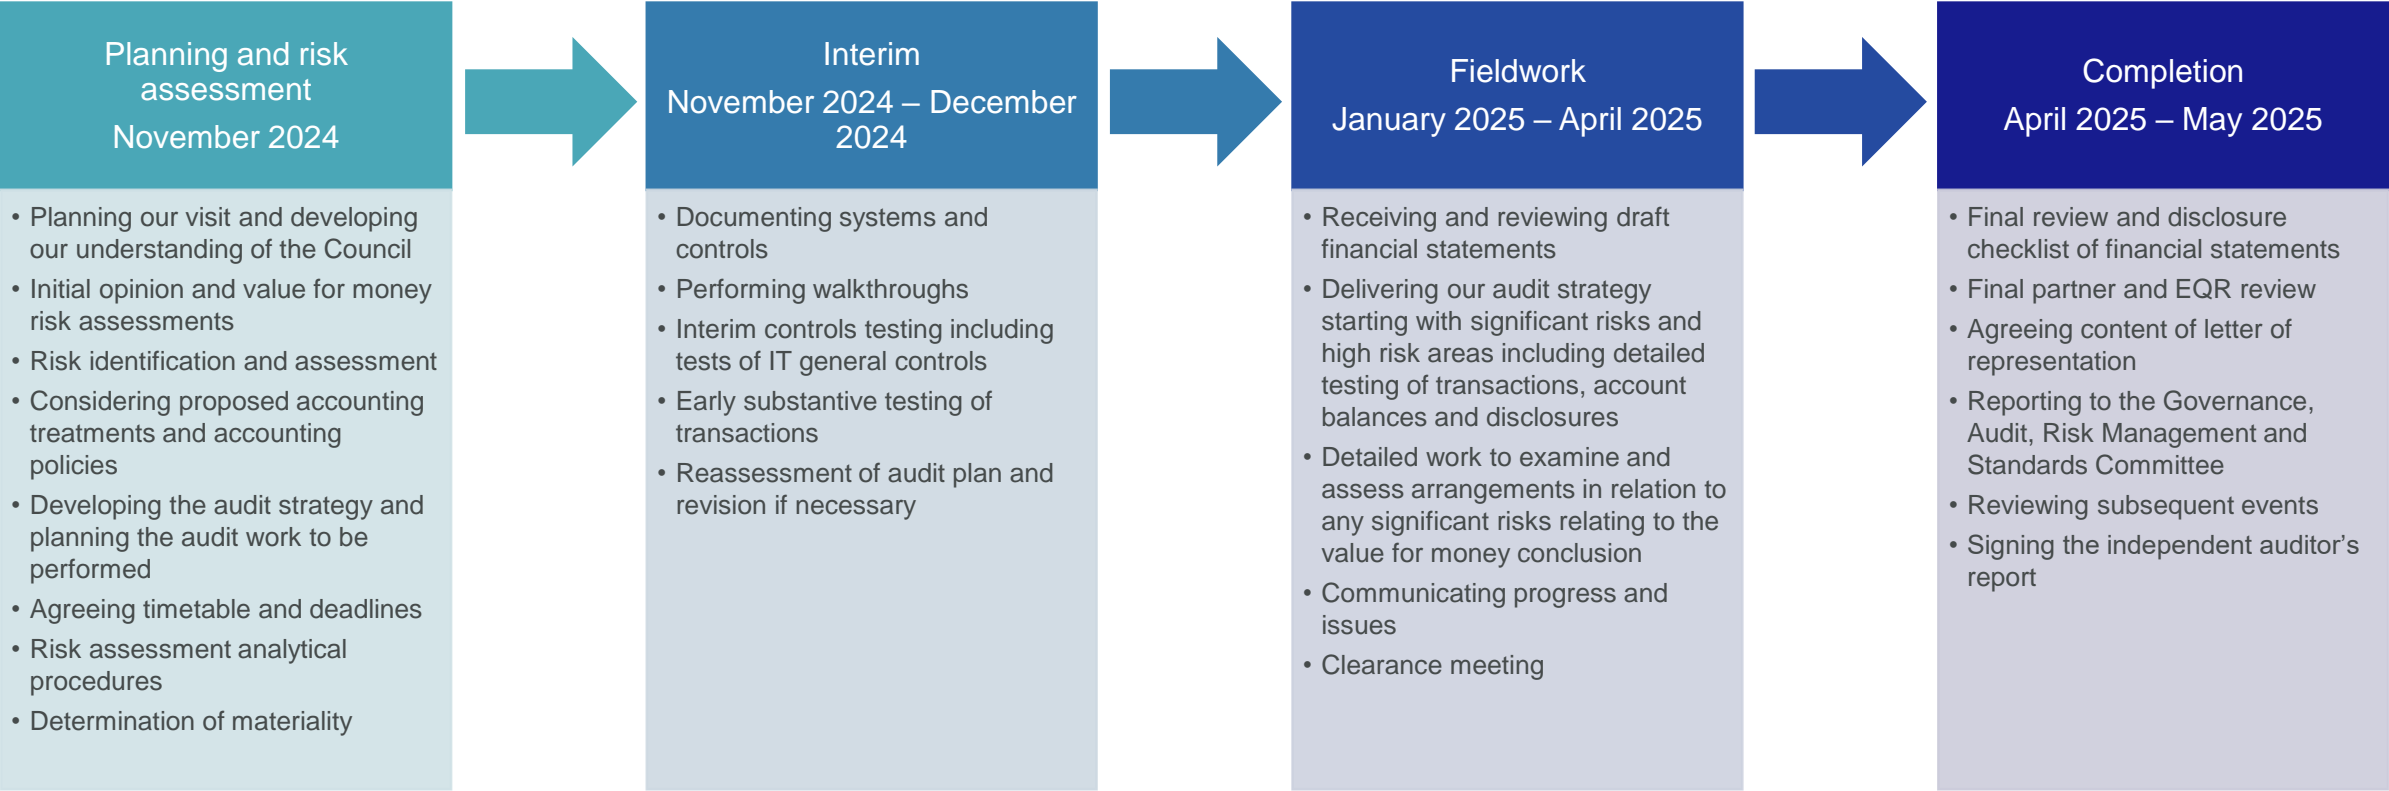 Planning and risk
assessment
November 2024
• Planning our visit and developing
our understanding of the Council
• Initial opinion and value for money
risk assessments
• Risk identification and assessment
• Considering proposed accounting
treatments and accounting
policies
• Developing the audit strategy and
planning the audit work to be
performed
• Agreeing timetable and deadlines
• Risk assessment analytical
procedures
• Determination of materiality
Interim
November 2024 – December
2024
• Documenting systems and
controls
• Performing walkthroughs
• Interim controls testing including
tests of IT general controls
• Early substantive testing of
transactions
• Reassessment of audit plan and
revision if necessary
Fieldwork
January 2025 – April 2025
• Receiving and reviewing draft
financial statements
• Delivering our audit strategy
starting with significant risks and
high risk areas including detailed
testing of transactions, account
balances and disclosures
• Detailed work to examine and
assess arrangements in relation to
any significant risks relating to the
value for money conclusion
• Communicating progress and
issues
• Clearance meeting
Completion
April 2025 – May 2025
• Final review and disclosure
checklist of financial statements
• Final partner and EQR review
• Agreeing content of letter of
representation
• Reporting to the Governance,
Audit, Risk Management and
Standards Committee
• Reviewing subsequent events
• Signing the independent auditor’s
report